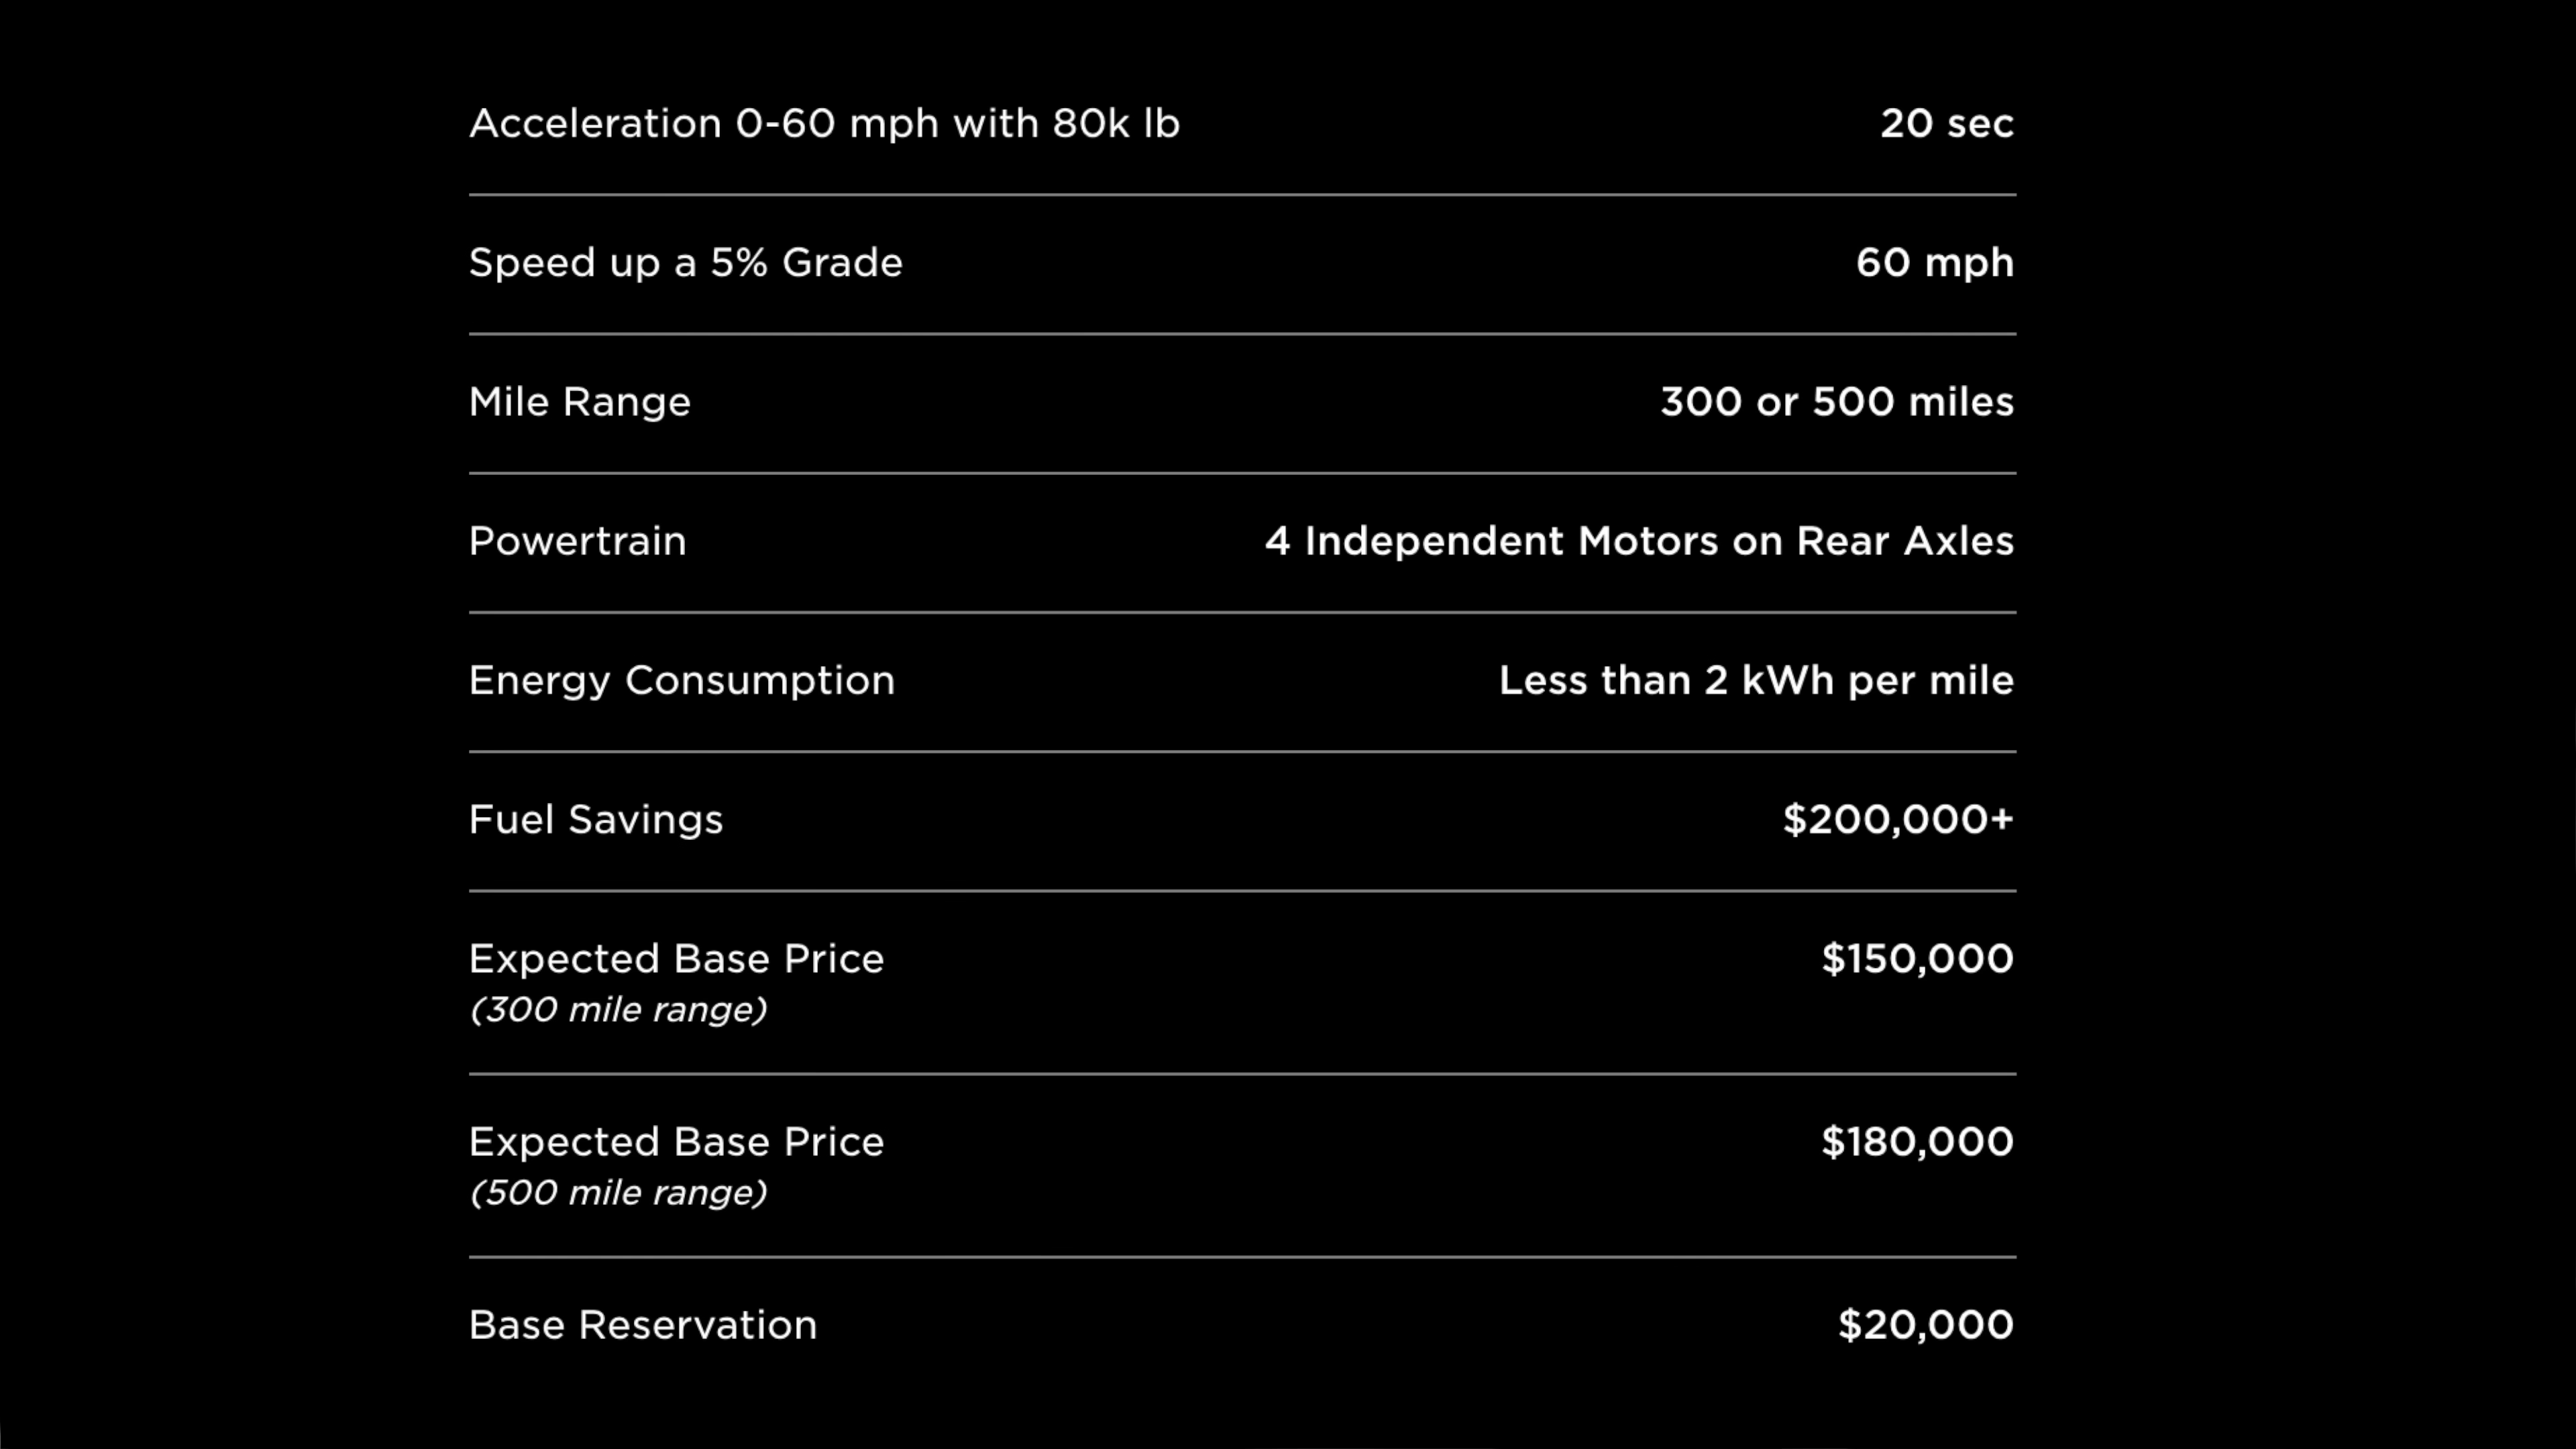 Acceleration 0-60 mph with 80k lb 20 sec
Speed up a 5% Grade 60 mph
Mile Range 300 or 500 miles
Powertrain 4 Independent Motors on Rear Axles
Energy Consumption Less than 2 kWh per mile
Fuel Savings $200,000+
Expected Base Price $150,000
(300 mile range)
Expected Base Price $180,000
(500 mile range)
Base Reservation $20,000